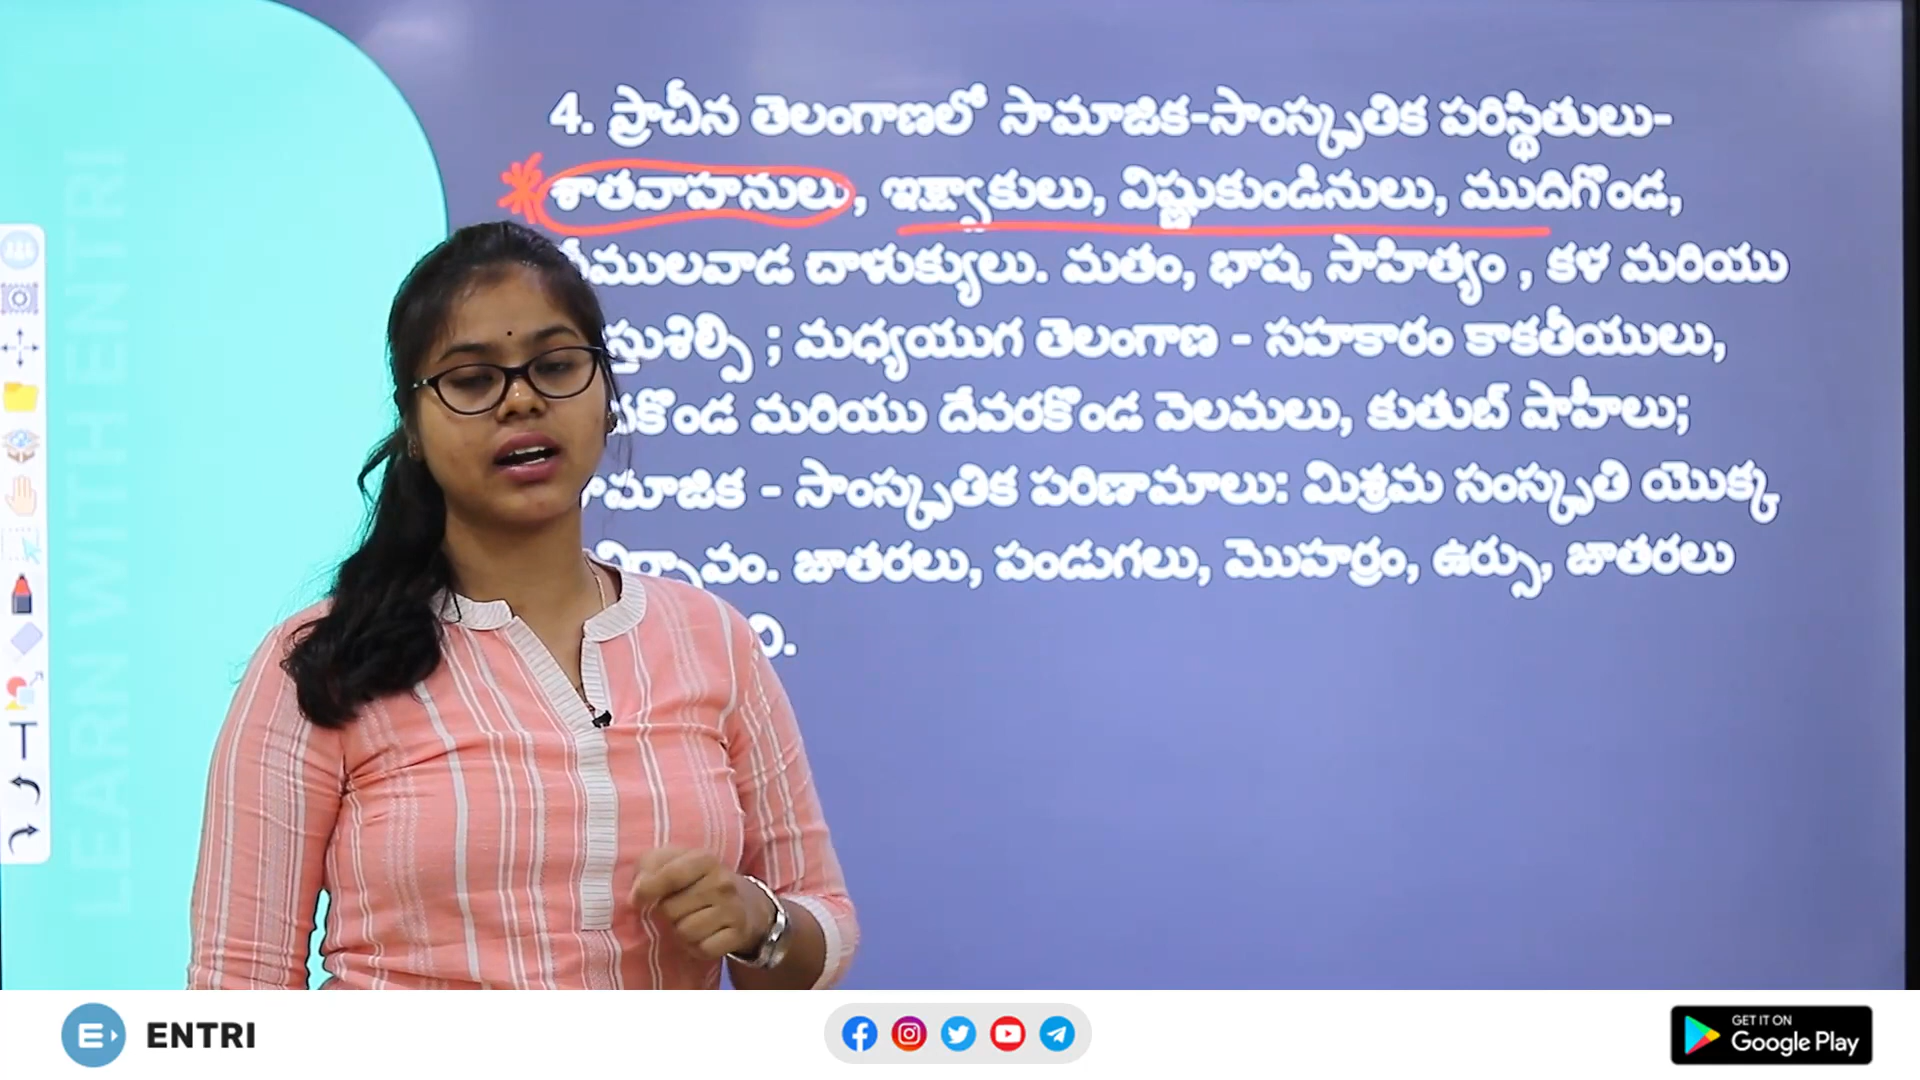 4. ప్రాచీన తెలంగాణలో సామాజిక-సాంస్కృతిక పరిస్థితులు-
శాతవాహనులు, ఇక్ష్వాకులు, విష్ణుకుండినులు, ముదిగొండ,
చాళుక్యులు. మతం, భాష, సాహిత్యం , కళ మరియు
; మధ్యయుగ తెలంగాణ - సహకారం కాకతీయులు,
మరియు దేవరకొండ వెలమలు, కుతుబ్ షాహీలు;
- సాంస్కృతిక పరిణామాలు: మిశ్రమ సంస్కృతి యొక్క
జాతరలు, పండుగలు, మొహర్రం, ఉర్సు, జాతరలు
LEARN WITH ENTRI
ENTRI
GET IT ON
Google Play